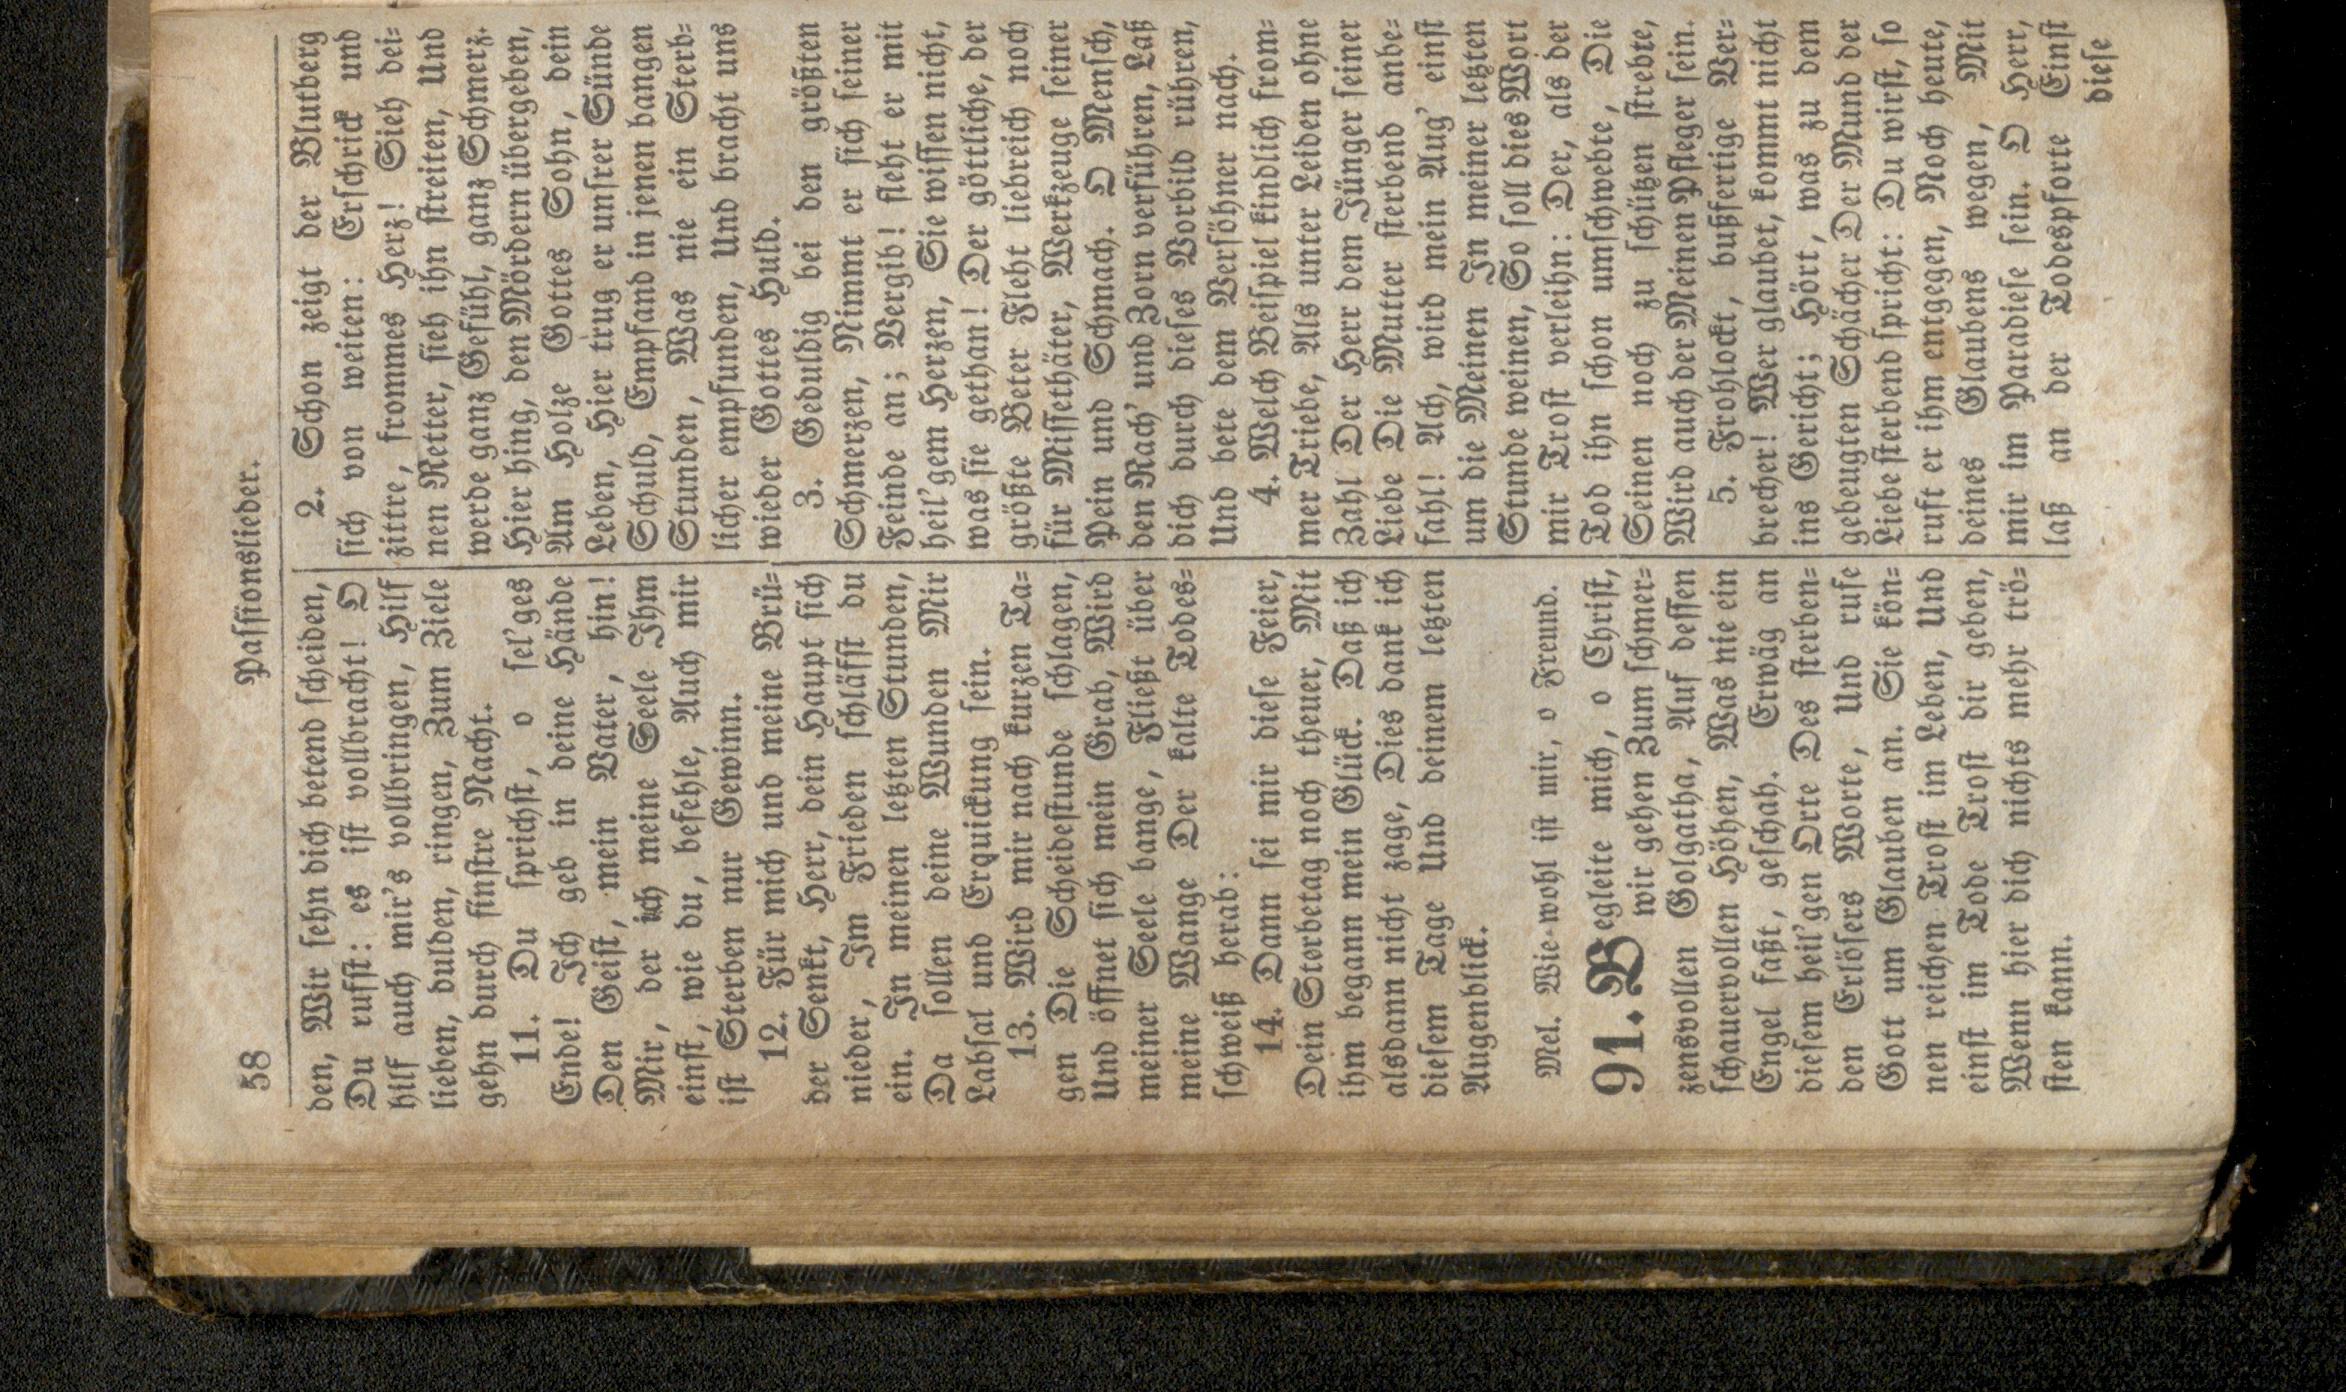 58
Passionslieder.
den, Wir sehn dich betend scheiden,
Du rufst: es ist vollbracht! O
hilf auch mir's vollbringen, Hilf
lieben, dulden, ringen, Zum Ziele
gehn durch finstre Nacht.
11. Du sprichst, o sel'ges
Ende! Ich geb in deine Hände
Den Geist, mein Vater, hin!
Mir, der ich meine Seele Ihm
einst, wie du, befehle, Auch mir
ist Sterben nur Gewinn.
12. Für mich und meine Brü=
der Senkt, Herr, dein Haupt sich
nieder, Im Frieden schläfst du
ein. In meinen letzten Stunden,
Da sollen deine Wunden Mir
Labsal und Erquickung sein.
13. Wird mir nach kurzen Ta=
gen Die Scheidestunde schlagen,
Und öffnet sich mein Grab, Wird
meiner Seele bange, Fließt über
meine Wange Der kalte Todes=
schweiß herab:
14. Dann sei mir diese Feier,
Dein Sterbetag noch theuer, Mit
ihm begann mein Glück. Daß ich
alsdann nicht zage, Dies dank ich
diesem Tage Und deinem letzten
Augenblick.
Mel. Wie wohl ist mir, o Freund.
91. Begleite mich, o Christ,
wir gehen Zum schmer=
zensvollen Golgatha, Auf dessen
schauervollen Höhen, Was nie ein
Engel faßt, geschah. Erwäg an
diesem heil'gen Orte Des sterben=
den Erlösers Worte, Und rufe
Gott um Glauben an. Sie kön=
nen reichen Trost im Leben, Und
einst im Tode Trost dir geben,
Wenn hier dich nichts mehr trö=
sten kann.
2. Schon zeigt der Blutberg
sich von weiten: Erschrick und
zittre, frommes Herz! Sieh dei=
nen Retter, sieh ihn streiten, Und
werde ganz Gefühl, ganz Schmerz.
Hier hing, den Mördern übergeben,
Am Holze Gottes Sohn, dein
Leben, Hier trug er unsrer Sünde
Schuld, Empfand in jenen bangen
Stunden, Was nie ein Sterb=
licher empfunden, Und bracht uns
wieder Gottes Huld.
3. Geduldig bei den größten
Schmerzen, Nimmt er sich seiner
Feinde an; Vergib! fleht er mit
heil'gem Herzen, Sie wissen nicht,
was sie gethan! Der göttliche, der
größte Beter Fleht liebreich noch
für Missethäter, Werkzeuge seiner
Pein und Schmach. O Mensch,
den Rach' und Zorn verführen, Laß
dich durch dieses Vorbild rühren,
Und bete dem Versöhner nach.
4. Welch Beispiel kindlich from=
mer Triebe, Als unter Leiden ohne
Zahl Der Herr dem Jünger seiner
Liebe Die Mutter sterbend anbe=
fahl! Ach, wird mein Aug' einst
um die Meinen In meiner letzten
Stunde weinen, So soll dies Wort
mir Trost verleihn: Der, als der
Tod ihn schon umschwebte, Die
Seinen noch zu schützen strebte,
Wird auch der Meinen Pfleger sein.
5. Frohlockt, bußfertige Ver=
brecher! Wer glaubet, kommt nicht
ins Gericht; Hört, was zu dem
gebeugten Schächer Der Mund der
Liebe sterbend spricht: Du wirst, so
ruft er ihm entgegen, Noch heute,
deines Glaubens wegen, Mit
mir im Paradiese sein. O Herr,
laß an der Todespforte Einst
diese